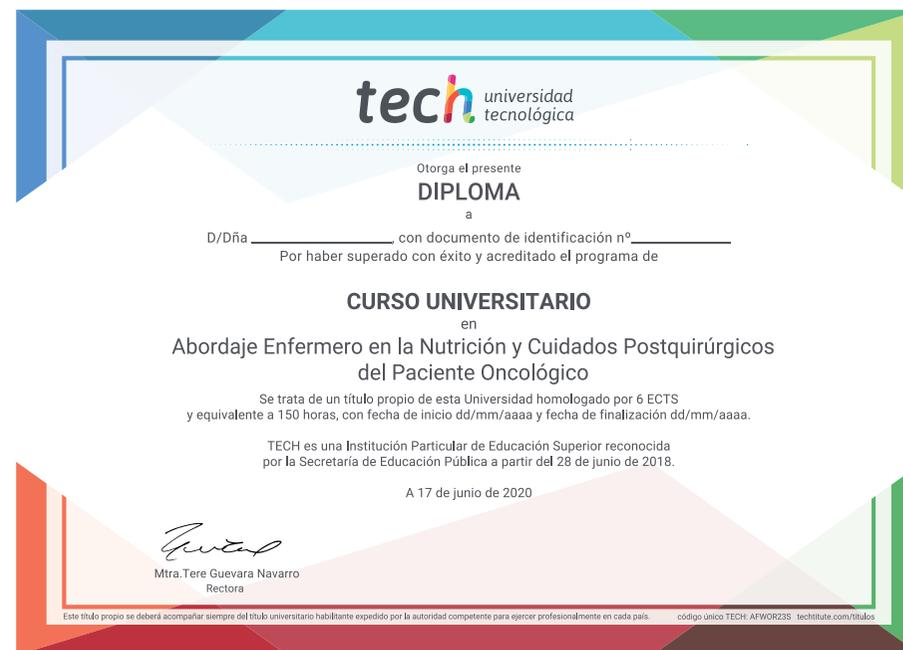 tech universidad
tecnológica
Otorga el presente
DIPLOMA
a
D/Dña ______________, con documento de identificación nº__________
Por haber superado con éxito y acreditado el programa de
CURSO UNIVERSITARIO
en
Abordaje Enfermero en la Nutrición y Cuidados Postquirúrgicos
del Paciente Oncológico
Se trata de un título propio de esta Universidad homologado por 6 ECTS
y equivalente a 150 horas, con fecha de inicio dd/mm/aaaa y fecha de finalización dd/mm/aaaa.
TECH es una Institución Particular de Educación Superior reconocida
por la Secretaría de Educación Pública a partir del 28 de junio de 2018.
A 17 de junio de 2020
Mtra.Tere Guevara Navarro
Rectora
Este título propio se deberá acompañar siempre del título universitario habilitante expedido por la autoridad competente para ejercer profesionalmente en cada país. código único TECH: AFWOR23S techtitute.com/titulos